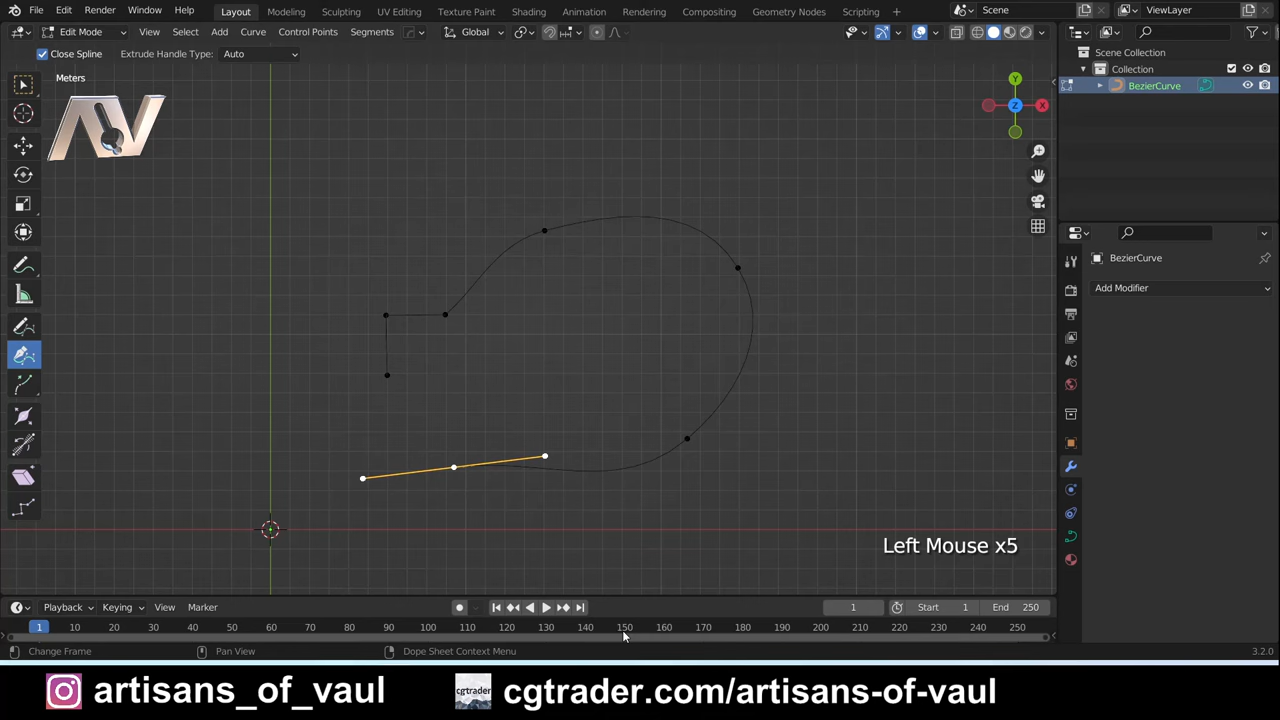 File Edit Render Window Help Layout Modeling Sculpting UV Editing Texture Paint Shading Animation Rendering Compositing Geometry Nodes Scripting + Scene ViewLayer
Edit Mode View Select Add Curve Control Points Segments Global
Close Spline Extrude Handle Type: Auto
Meters
AV
Y
Z
X
Scene Collection
Collection
BezierCurve
BezierCurve
Add Modifier
Left Mouse x5
Playback Keying View Marker 1 Start 1 End 250
1 10 20 30 40 50 60 70 80 90 100 110 120 130 140 150 160 170 180 190 200 210 220 230 240 250
Change Frame Pan View Dope Sheet Context Menu 3.2.0
artisans_of_vaul cgtrader cgtrader.com/artisans-of-vaul